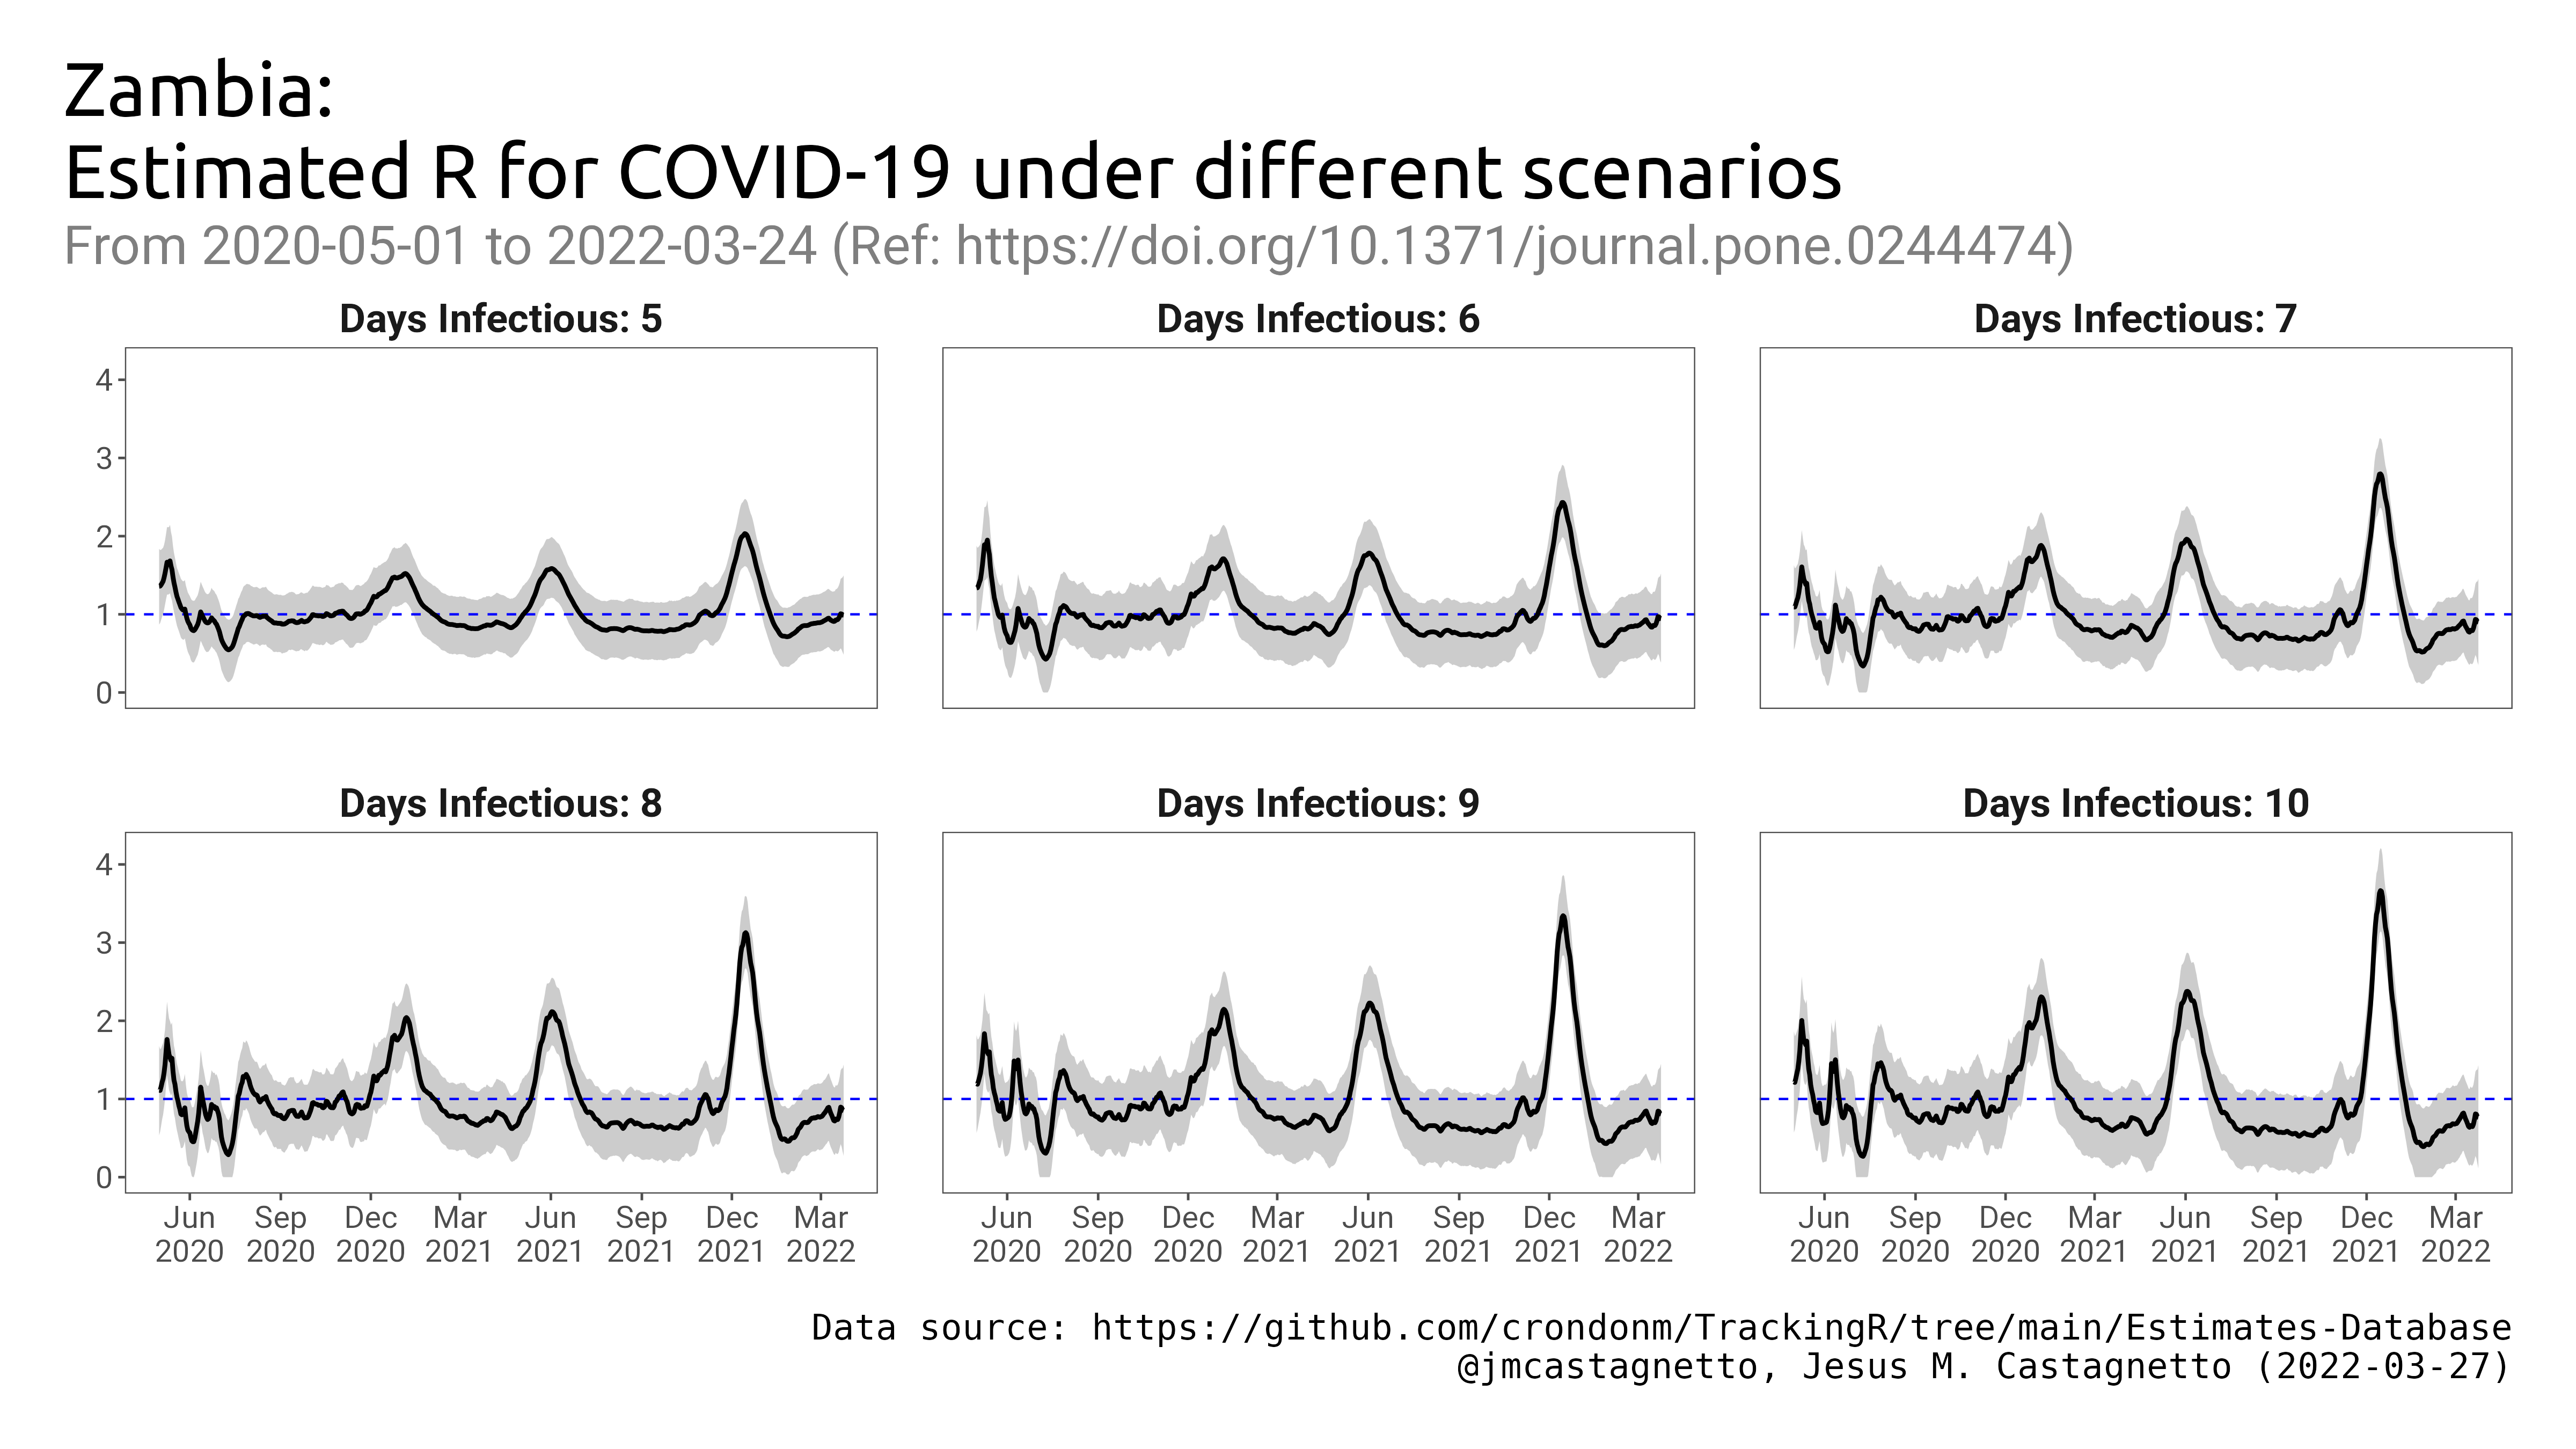 Zambia:
Estimated R for COVID-19 under different scenarios
From 2020-05-01 to 2022-03-24 (Ref: https://doi.org/10.1371/journal.pone.0244474)
Days Infectious: 5
Days Infectious: 6
Days Infectious: 7
4
3
2
1
0
Days Infectious: 8
Days Infectious: 9
Days Infectious: 10
4
3
2
1
0
Jun Sep Dec Mar Jun Sep Dec Mar
2020 2020 2020 2021 2021 2021 2021 2022
Jun Sep Dec Mar Jun Sep Dec Mar
2020 2020 2020 2021 2021 2021 2021 2022
Jun Sep Dec Mar Jun Sep Dec Mar
2020 2020 2020 2021 2021 2021 2021 2022
Data source: https://github.com/crondonm/TrackingR/tree/main/Estimates-Database
@jmcastagnetto, Jesus M. Castagnetto (2022-03-27)